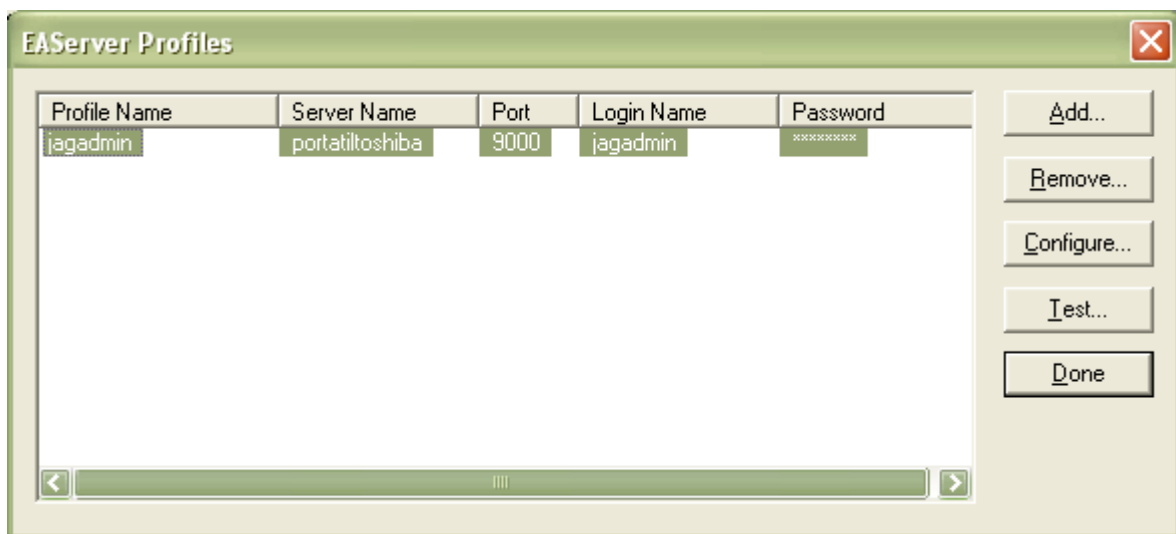 EAServer Profiles
Profile Name Server Name Port Login Name Password
jagadmin portatiltoshiba 9000 jagadmin ********
Add...
Remove...
Configure...
Test...
Done